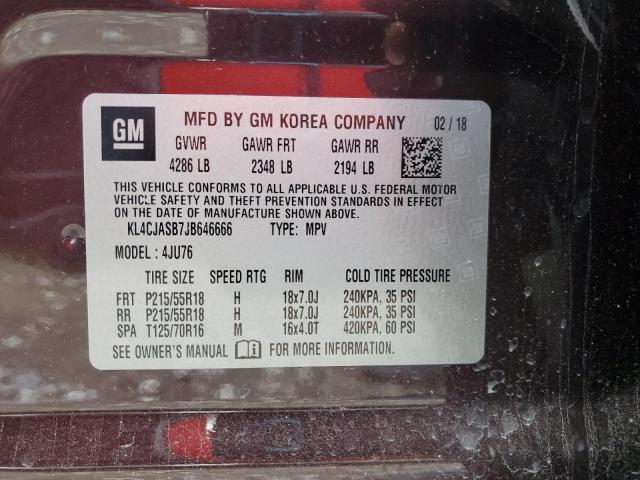 GM MFD BY GM KOREA COMPANY 02 / 18
GVWR GAWR FRT GAWR RR
4286 LB 2348 LB 2194 LB
THIS VEHICLE CONFORMS TO ALL APPLICABLE U.S. FEDERAL MOTOR
VEHICLE SAFETY AND THEFT PREVENTION STANDARDS IN EFFECT
ON THE DATE OF MANUFACTURE SHOWN ABOVE.
KL4CJASB7JB646666 TYPE: MPV
MODEL : 4JU76
TIRE SIZE SPEED RTG RIM COLD TIRE PRESSURE
FRT P215/55R18 H 18x7.0J 240KPA, 35 PSI
RR P215/55R18 H 18x7.0J 240KPA, 35 PSI
SPA T125/70R16 M 16x4.0T 420KPA, 60 PSI
SEE OWNER'S MANUAL FOR MORE INFORMATION.